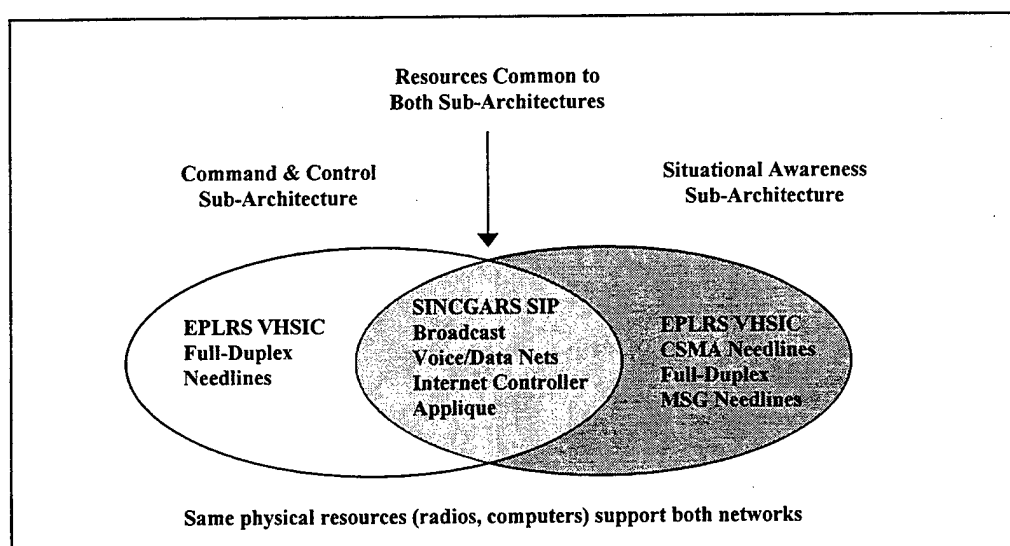 Resources Common to
Both Sub-Architectures
Command & Control
Sub-Architecture
Situational Awareness
Sub-Architecture
EPLRS VHSIC
Full-Duplex
Needlines
SINCGARS SIP
Broadcast
Voice/Data Nets
Internet Controller
Applique
EPLRS VHSIC
CSMA Needlines
Full-Duplex
MSG Needlines
Same physical resources (radios, computers) support both networks